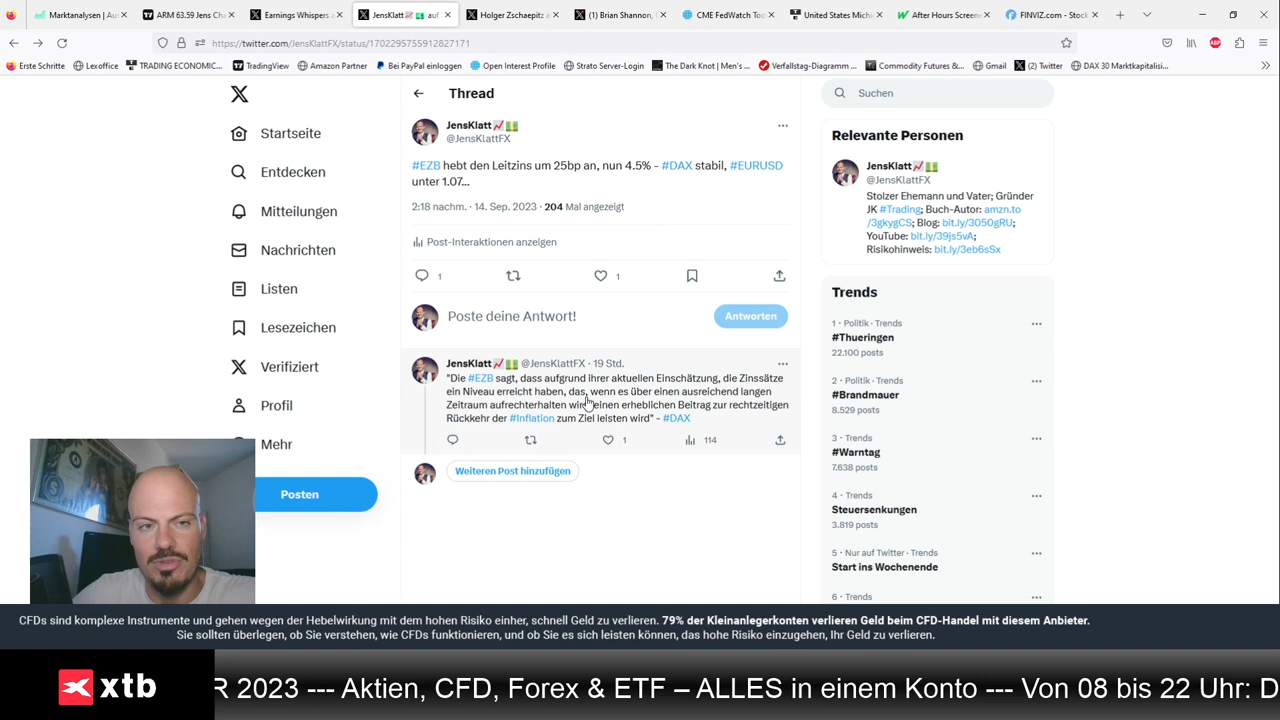 Marktanalysen | Au
ARM 63.59 Jens Ch
Earnings Whispers
JensKlatt auf
Holger Zschaepitz
(1) Brian Shannon,
CME FedWatch Too
United States Mich
After Hours Screen
FINVIZ.com - Stock
https://twitter.com/JensKlattFX/status/1702295755912827171
Erste Schritte
Lexoffice
TRADING ECONOMIC...
TradingView
Amazon Partner
Bei PayPal einloggen
Open Interest Profile
Strato Server-Login
The Dark Knot | Men's ...
Verfallstag-Diagramm ...
Commodity Futures &...
Gmail
(2) Twitter
DAX 30 Marktkapitalisi...
Startseite
Entdecken
Mitteilungen
Nachrichten
Listen
Lesezeichen
Verifiziert
Profil
Mehr
Posten
Thread
JensKlatt
@JensKlattFX
#EZB hebt den Leitzins um 25bp an, nun 4.5% - #DAX stabil, #EURUSD
unter 1.07...
2:18 nachm. · 14. Sep. 2023 · 204 Mal angezeigt
Post-Interaktionen anzeigen
1
1
Poste deine Antwort!
Antworten
JensKlatt @JensKlattFX · 19 Std.
"Die #EZB sagt, dass aufgrund ihrer aktuellen Einschätzung, die Zinssätze
ein Niveau erreicht haben, das, wenn es über einen ausreichend langen
Zeitraum aufrechterhalten wird, einen erheblichen Beitrag zur rechtzeitigen
Rückkehr der #Inflation zum Ziel leisten wird" - #DAX
1
114
Weiteren Post hinzufügen
Suchen
Relevante Personen
JensKlatt
@JensKlattFX
Stolzer Ehemann und Vater; Gründer
JK #Trading; Buch-Autor: amzn.to
/3gkygCS; Blog: bit.ly/3050gRU;
YouTube: bit.ly/39js5vA;
Risikohinweis: bit.ly/3eb6sSx
Trends
1 · Politik · Trends
#Thueringen
22.100 posts
2 · Politik · Trends
#Brandmauer
8.529 posts
3 · Trends
#Warntag
7.638 posts
4 · Trends
Steuersenkungen
3.819 posts
5 · Nur auf Twitter · Trends
Start ins Wochenende
6 · Trends
CFDs sind komplexe Instrumente und gehen wegen der Hebelwirkung mit dem hohen Risiko einher, schnell Geld zu verlieren. 79% der Kleinanlegerkonten verlieren Geld beim CFD-Handel mit diesem Anbieter.
Sie sollten überlegen, ob Sie verstehen, wie CFDs funktionieren, und ob Sie es sich leisten können, das hohe Risiko einzugehen, Ihr Geld zu verlieren.
xtb
R 2023 --- Aktien, CFD, Forex & ETF – ALLES in einem Konto --- Von 08 bis 22 Uhr: D